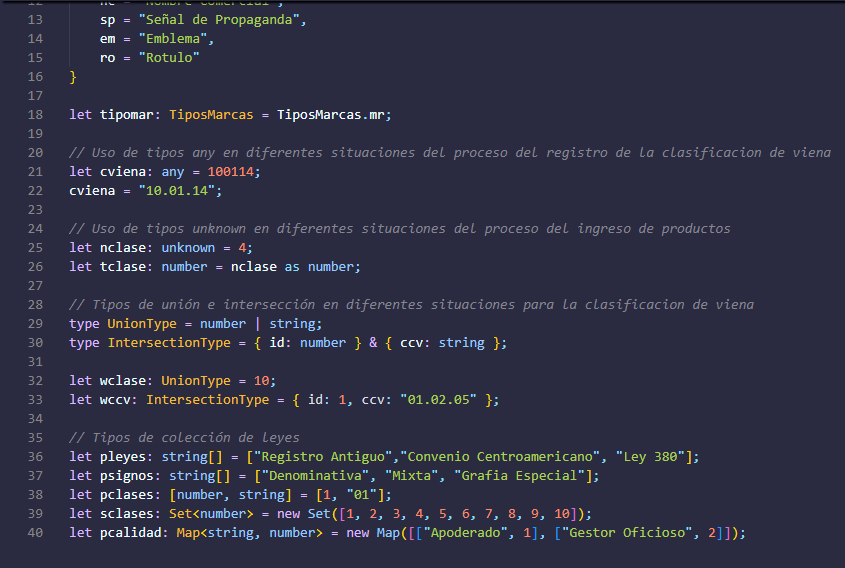 12 nc = "Nombre Comercial",
13 sp = "Señal de Propaganda",
14 em = "Emblema",
15 ro = "Rotulo"
16 }
17
18 let tipomar: TiposMarcas = TiposMarcas.mr;
19
20 // Uso de tipos any en diferentes situaciones del proceso del registro de la clasificacion de viena
21 let cviena: any = 100114;
22 cviena = "10.01.14";
23
24 // Uso de tipos unknown en diferentes situaciones del proceso del ingreso de productos
25 let nclase: unknown = 4;
26 let tclase: number = nclase as number;
27
28 // Tipos de unión e intersección en diferentes situaciones para la clasificacion de viena
29 type UnionType = number | string;
30 type IntersectionType = { id: number } & { ccv: string };
31
32 let wclase: UnionType = 10;
33 let wccv: IntersectionType = { id: 1, ccv: "01.02.05" };
34
35 // Tipos de colección de leyes
36 let pleyes: string[] = ["Registro Antiguo","Convenio Centroamericano", "Ley 380"];
37 let psignos: string[] = ["Denominativa", "Mixta", "Grafia Especial"];
38 let pclases: [number, string] = [1, "01"];
39 let sclases: Set<number> = new Set([1, 2, 3, 4, 5, 6, 7, 8, 9, 10]);
40 let pcalidad: Map<string, number> = new Map([["Apoderado", 1], ["Gestor Oficioso", 2]]);